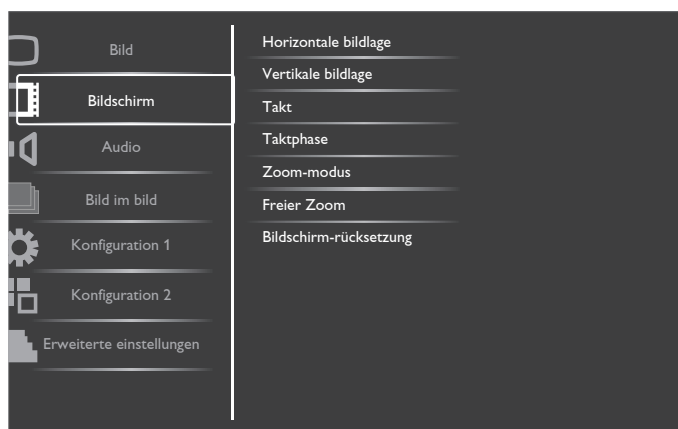 Bild
Bildschirm
Audio
Bild im bild
Konfiguration 1
Konfiguration 2
Erweiterte einstellungen
Horizontale bildlage
Vertikale bildlage
Takt
Taktphase
Zoom-modus
Freier Zoom
Bildschirm-rücksetzung